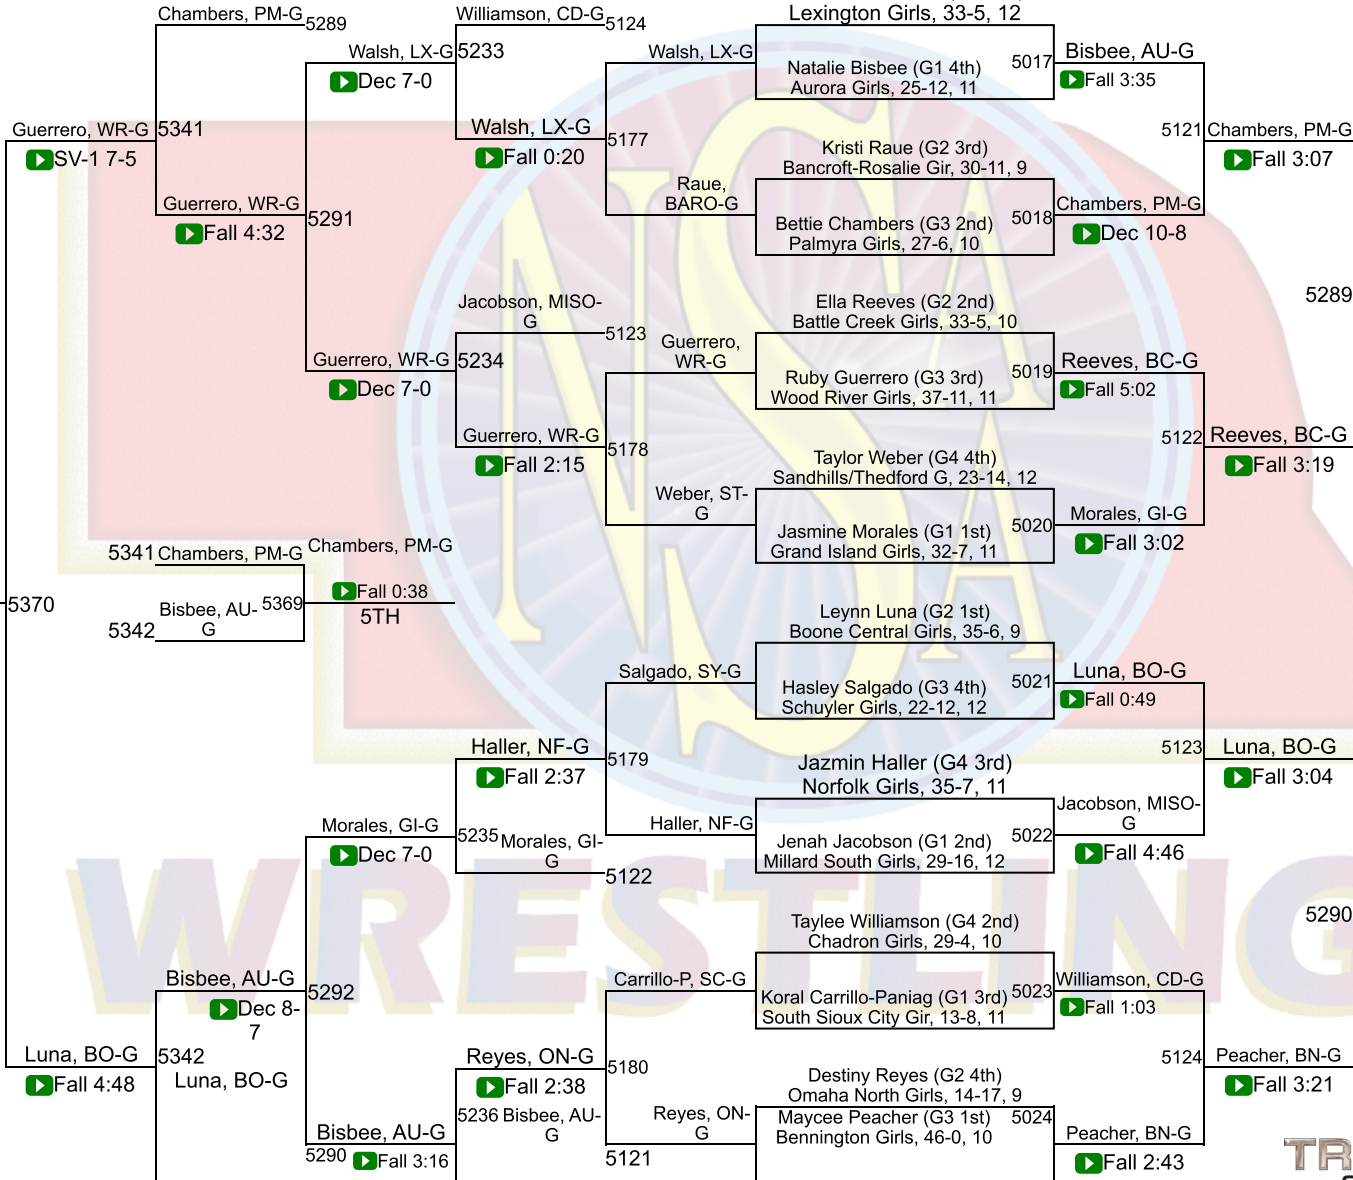 Chambers, PM-G
5289
Williamson, CD-G
5124
Lexington Girls, 33-5, 12
Walsh, LX-G
5233
Dec 7-0
Walsh, LX-G
5017
Bisbee, AU-G
Natalie Bisbee (G1 4th)
Aurora Girls, 25-12, 11
Fall 3:35
Guerrero, WR-G
5341
SV-1 7-5
Walsh, LX-G
5177
Fall 0:20
Kristi Raue (G2 3rd)
Bancroft-Rosalie Gir, 30-11, 9
5121
Chambers, PM-G
Fall 3:07
Raue,
BARO-G
Guerrero, WR-G
5291
Fall 4:32
Bettie Chambers (G3 2nd)
Palmyra Girls, 27-6, 10
5018
Chambers, PM-G
Dec 10-8
5289
Jacobson, MISO-
G
5123
Ella Reeves (G2 2nd)
Battle Creek Girls, 33-5, 10
Guerrero, WR-G
5234
Dec 7-0
Guerrero,
WR-G
Ruby Guerrero (G3 3rd)
Wood River Girls, 37-11, 11
5019
Reeves, BC-G
Fall 5:02
Guerrero, WR-G
5178
Fall 2:15
Taylor Weber (G4 4th)
Sandhills/Thedford G, 23-14, 12
5122
Reeves, BC-G
Fall 3:19
Weber, ST-
G
Jasmine Morales (G1 1st)
Grand Island Girls, 32-7, 11
5020
Morales, GI-G
Fall 3:02
5341
Chambers, PM-G
Chambers, PM-G
Fall 0:38
5TH
5370
5369
Bisbee, AU-
G
5342
Leynn Luna (G2 1st)
Boone Central Girls, 35-6, 9
Salgado, SY-G
Hasley Salgado (G3 4th)
Schuyler Girls, 22-12, 12
5021
Luna, BO-G
Fall 0:49
Haller, NF-G
5179
Fall 2:37
Jazmin Haller (G4 3rd)
Norfolk Girls, 35-7, 11
5123
Luna, BO-G
Fall 3:04
Haller, NF-G
Jenah Jacobson (G1 2nd)
Millard South Girls, 29-16, 12
5022
Jacobson, MISO-
G
Fall 4:46
Morales, GI-G
5235
Dec 7-0
Morales, GI-
G
5122
5290
Taylee Williamson (G4 2nd)
Chadron Girls, 29-4, 10
Carrillo-P, SC-G
Koral Carrillo-Paniag (G1 3rd)
South Sioux City Gir, 13-8, 11
5023
Williamson, CD-G
Fall 1:03
Bisbee, AU-G
5292
Dec 8-
7
Luna, BO-G
5342
Fall 4:48
Luna, BO-G
Reyes, ON-G
5180
Fall 2:38
Destiny Reyes (G2 4th)
Omaha North Girls, 14-17, 9
5124
Peacher, BN-G
Fall 3:21
5236
Bisbee, AU-
G
Reyes, ON-
G
5121
Maycee Peacher (G3 1st)
Bennington Girls, 46-0, 10
5024
Peacher, BN-G
Fall 2:43
Bisbee, AU-G
5290
Fall 3:16
NSAA
WRESTLING
TR